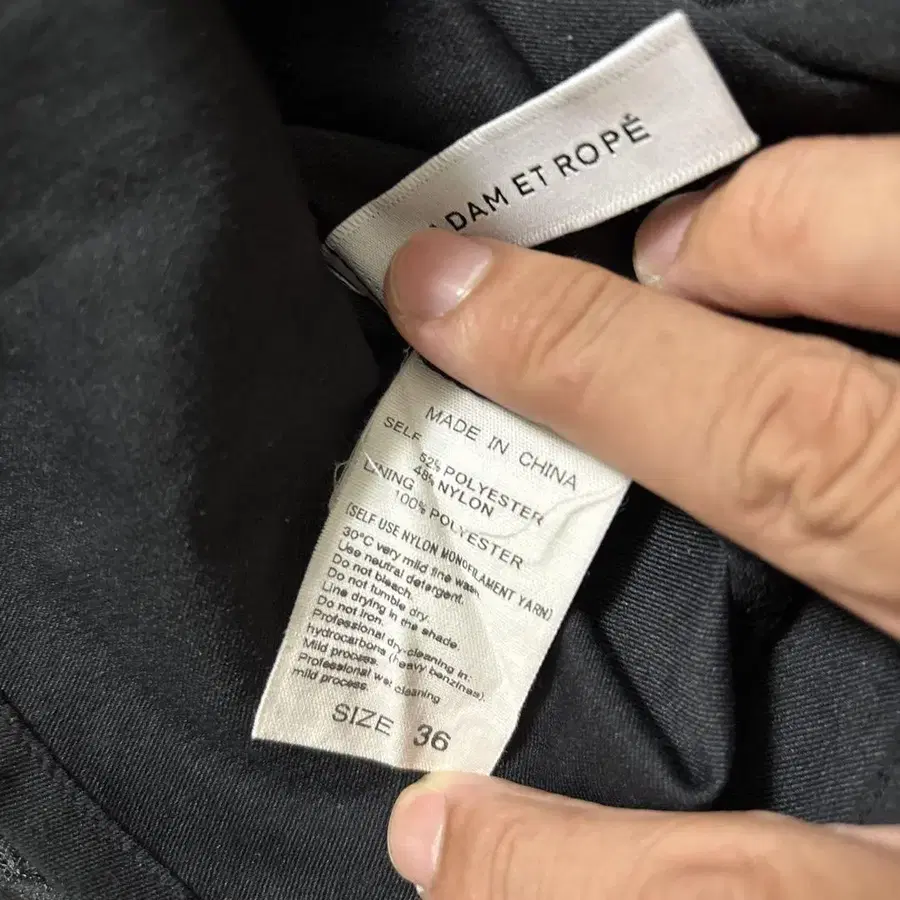 ADAM ET ROPÉ
MADE IN CHINA
SELF
52% POLYESTER
48% NYLON
LINING
100% POLYESTER
(SELF USE NYLON MONOFILAMENT YARN)
30°C very mild fine wash
Use neutral detergent.
Do not bleach.
Do not tumble dry.
Line drying in the shade.
Do not iron.
Professional dry-cleaning in:
hydrocarbons (heavy benzines).
Mild process.
Professional wet cleaning
mild process.
SIZE 36